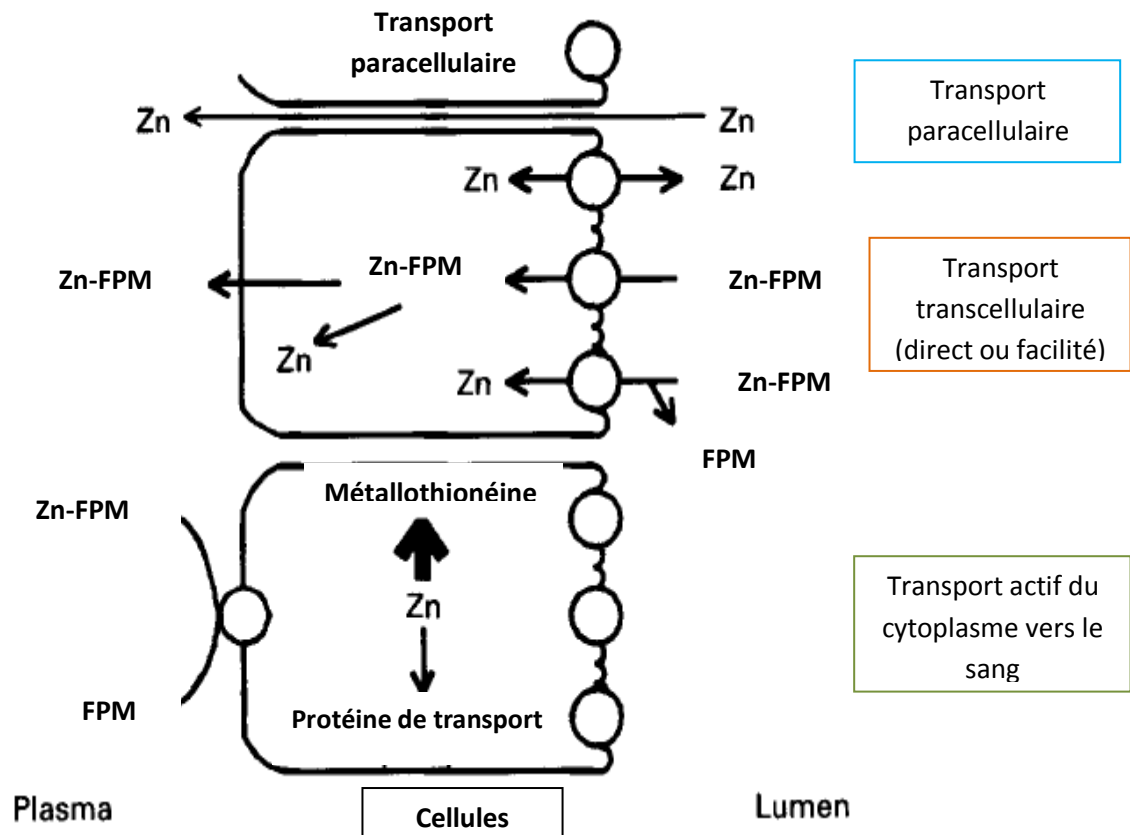 Transport
paracellulaire
Transport
paracellulaire
Zn
Zn
Zn
Zn
Zn-FPM
Zn-FPM
Zn-FPM
Transport
transcellulaire
(direct ou facilité)
Zn
Zn
Zn-FPM
FPM
Métallothionéine
Zn-FPM
Zn
Transport actif du
cytoplasme vers le
sang
FPM
Protéine de transport
Plasma
Cellules
Lumen